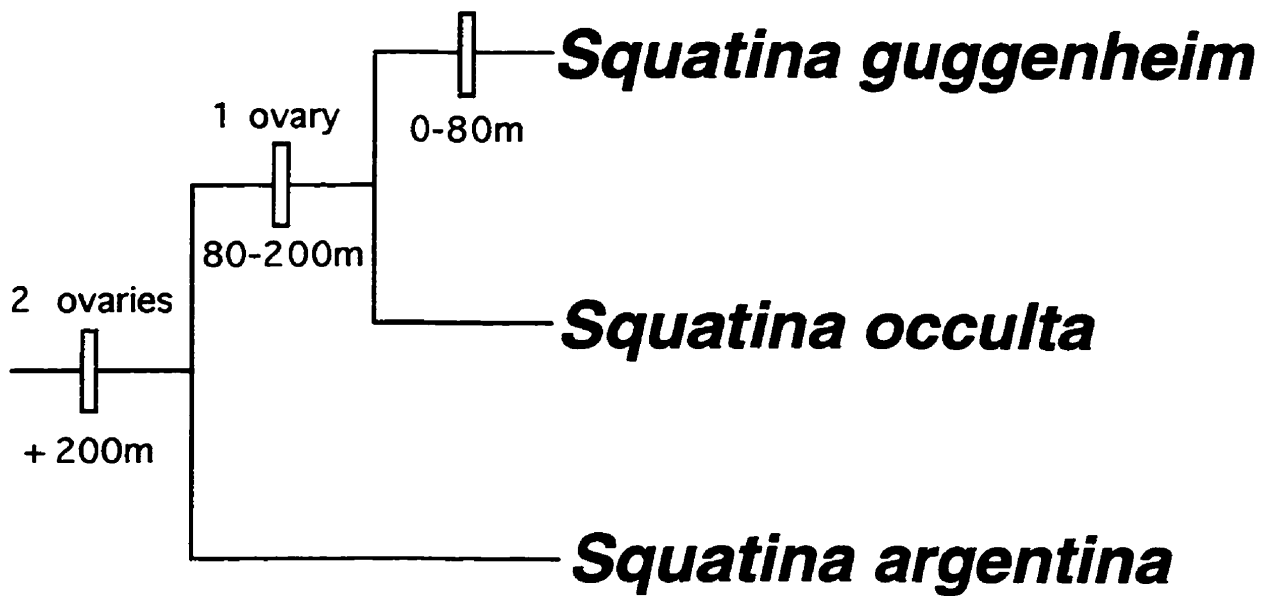 Squatina guggenheim
1 ovary
0-80m
80-200m
2 ovaries
Squatina occulta
+200m
Squatina argentina